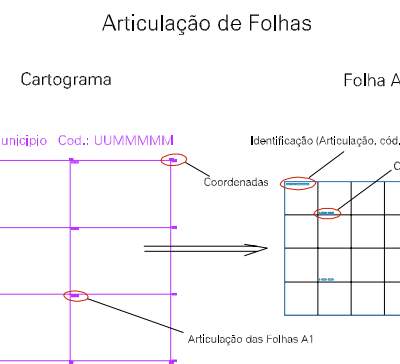 Articulação de Folhas
Cartograma
Folha A
unicipio Cod.: UUMMMMM
Identificação (Articulação, cód.
C
Coordenadas
Articulação das Folhas A1